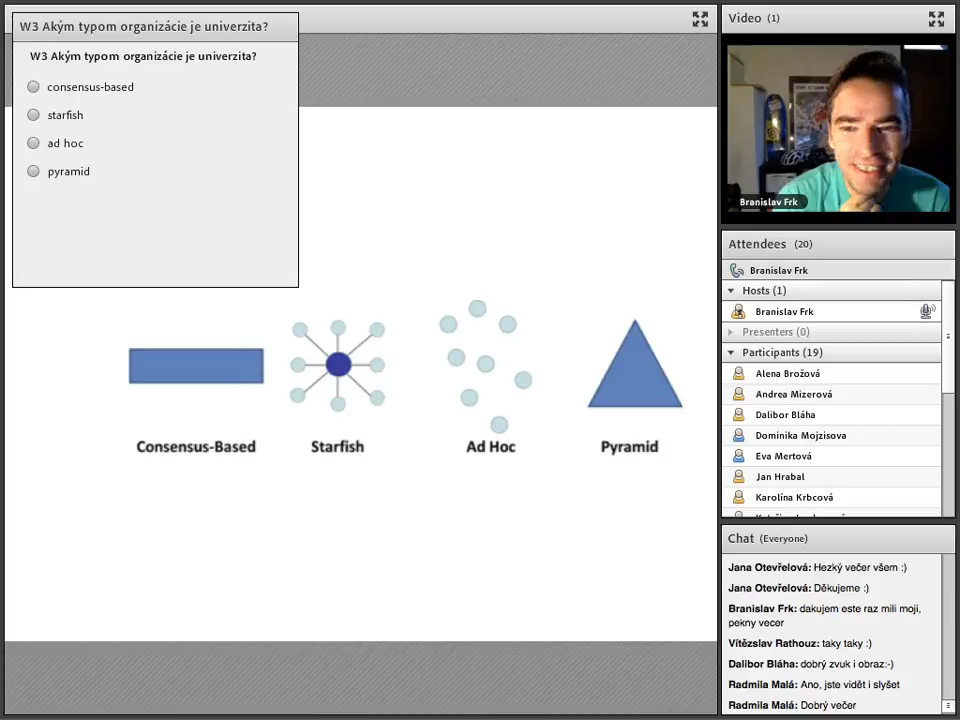 W3 Akým typom organizácie je univerzita?
W3 Akým typom organizácie je univerzita?
consensus-based
starfish
ad hoc
pyramid
Consensus-Based
Starfish
Ad Hoc
Pyramid
Video (1)
Branislav Frk
Attendees (20)
Branislav Frk
Hosts (1)
Branislav Frk
Presenters (0)
Participants (19)
Alena Brožová
Andrea Mizerová
Dalibor Bláha
Dominika Mojzisova
Eva Mertová
Jan Hrabal
Karolína Krbcová
Chat (Everyone)
Jana Otevřelová: Hezký večer všem :)
Jana Otevřelová: Děkujeme :)
Branislav Frk: dakujem este raz mili moji,
pekny vecer
Vítězslav Rathouz: taky taky :)
Dalibor Bláha: dobrý zvuk i obraz:-)
Radmila Malá: Ano, jste vidět i slyšet
Radmila Malá: Dobrý večer